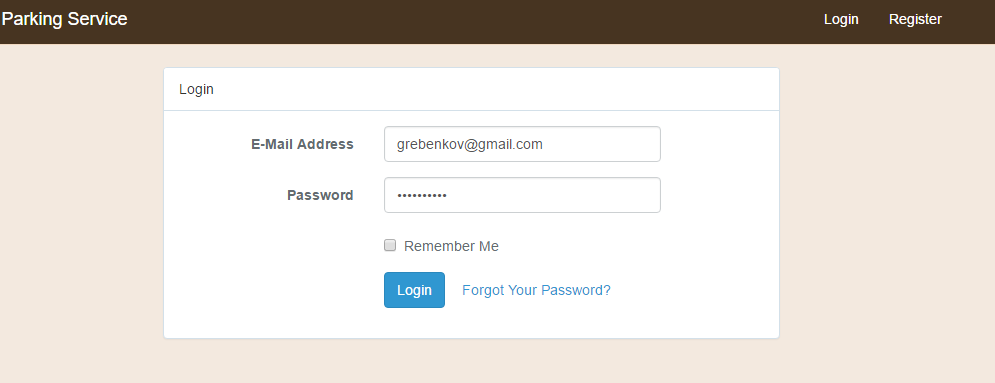 Parking Service Login Register
Login
E-Mail Address grebenkov@gmail.com
Password ••••••••••
Remember Me
Login Forgot Your Password?